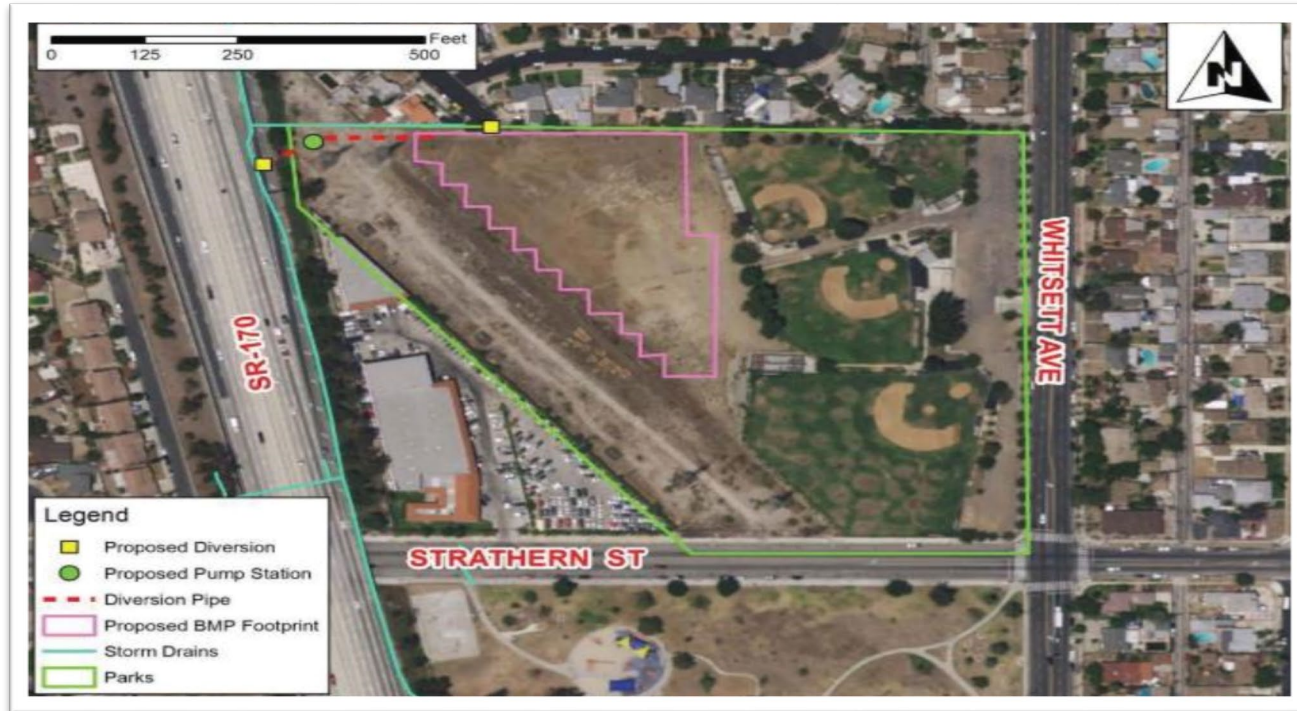 Feet
0 125 250 500
N
SR-170
WHITSETT AVE
STRATHERN ST
Legend
Proposed Diversion
Proposed Pump Station
Diversion Pipe
Proposed BMP Footprint
Storm Drains
Parks